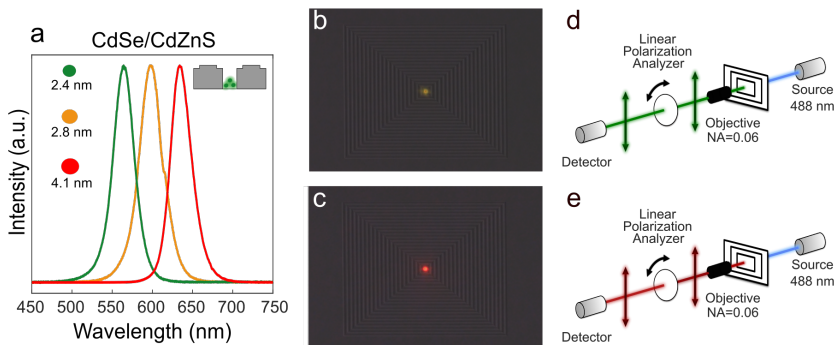 a
CdSe/CdZnS
2.4 nm
2.8 nm
4.1 nm
Intensity (a.u.)
450 500 550 600 650 700 750
Wavelength (nm)
b
c
d
Linear
Polarization
Analyzer
Source
488 nm
Objective
NA=0.06
Detector
e
Linear
Polarization
Analyzer
Source
488 nm
Objective
NA=0.06
Detector